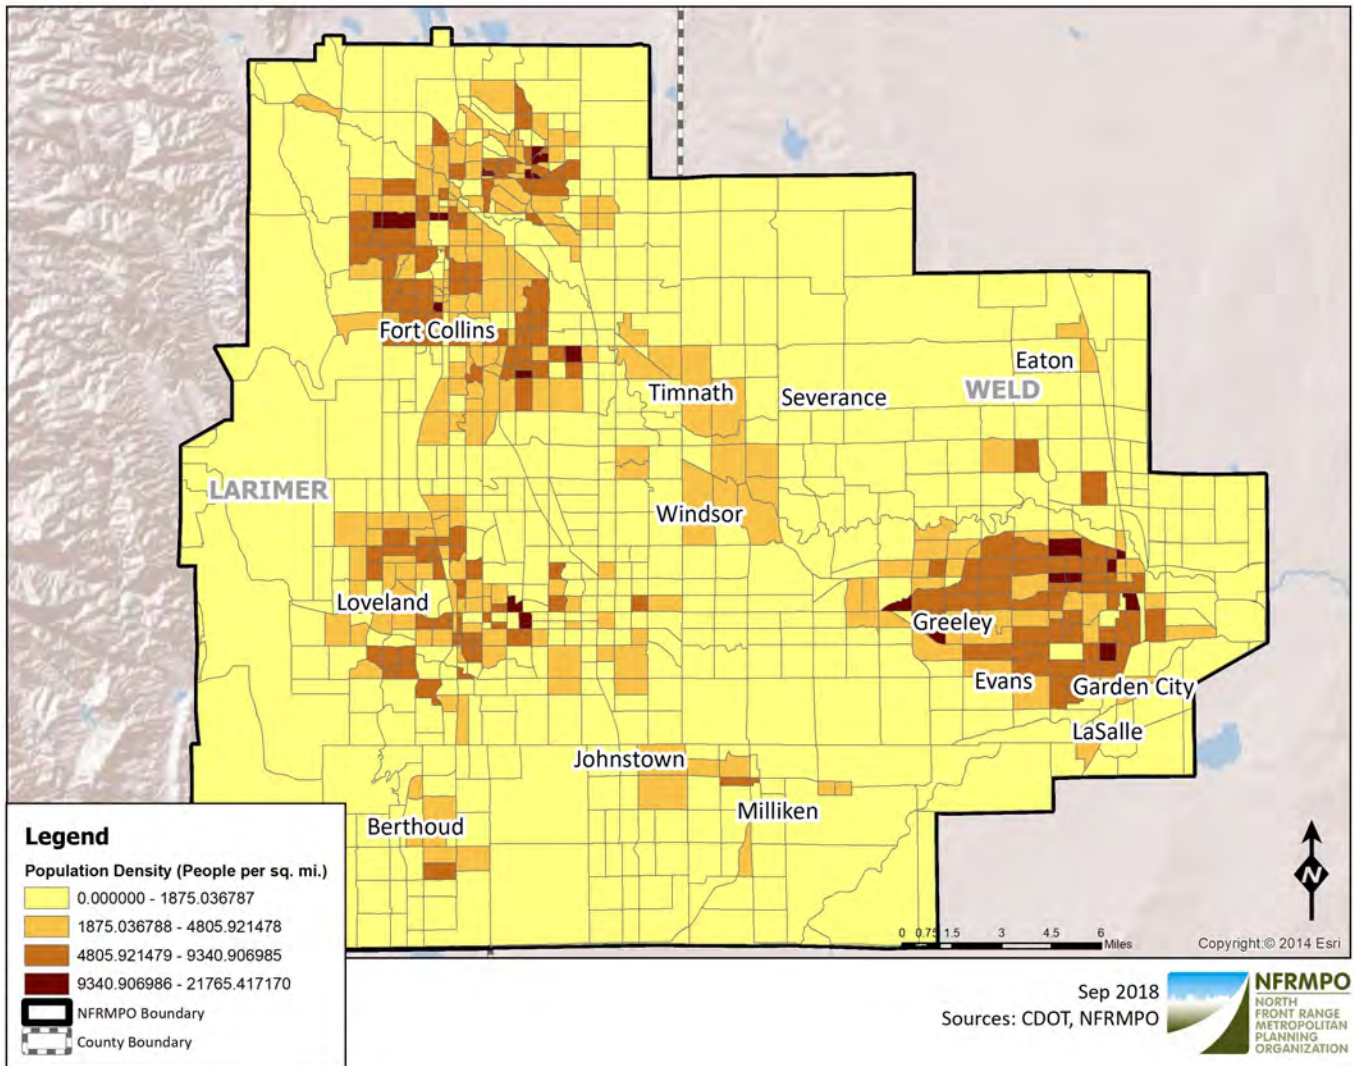 Fort Collins
Timnath
Severance
Eaton
WELD
LARIMER
Windsor
Loveland
Greeley
Evans
Garden City
LaSalle
Johnstown
Milliken
Berthoud
Legend
Population Density (People per sq. mi.)
0.000000 - 1875.036787
1875.036788 - 4805.921478
4805.921479 - 9340.906985
9340.906986 - 21765.417170
NFRMPO Boundary
County Boundary
N
0 0.75 1.5 3 4.5 6
Miles
Copyright:© 2014 Esri
Sep 2018
Sources: CDOT, NFRMPO
NFRMPO
NORTH
FRONT RANGE
METROPOLITAN
PLANNING
ORGANIZATION